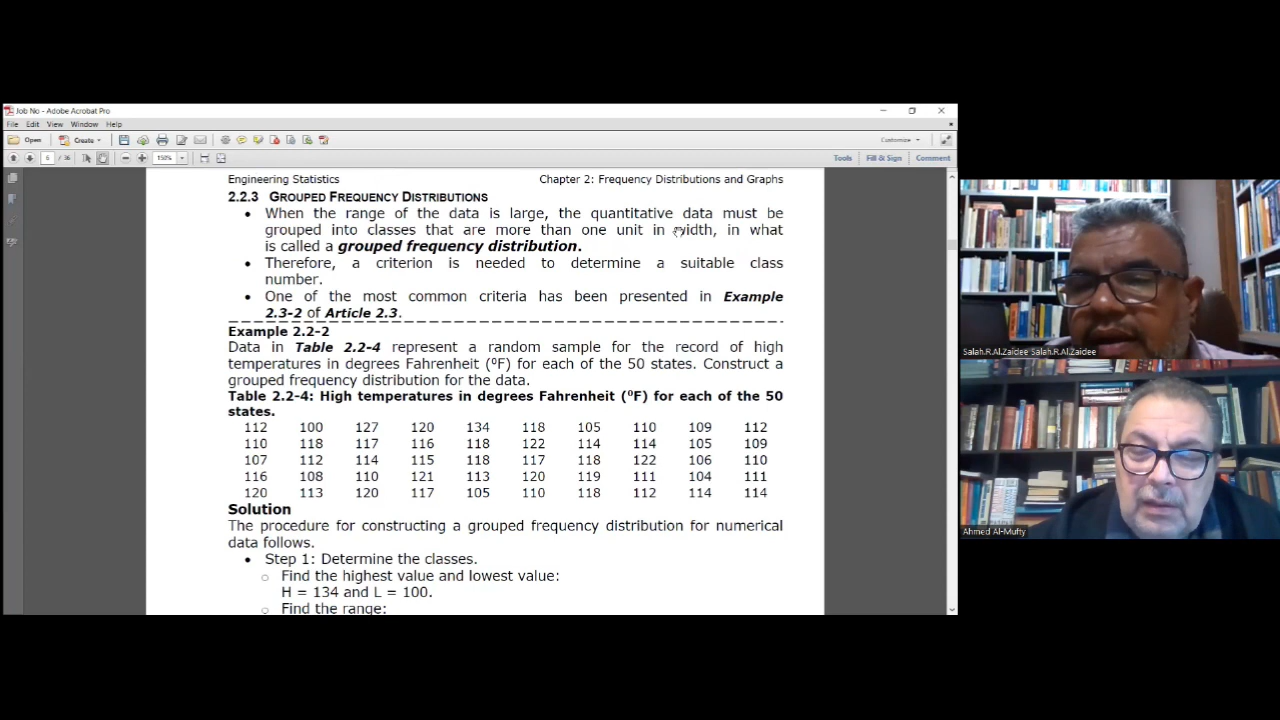 Job No - Adobe Acrobat Pro
File Edit View Window Help
Open Create Customize
6 / 36 150% Tools Fill & Sign Comment
Engineering Statistics Chapter 2: Frequency Distributions and Graphs
2.2.3 GROUPED FREQUENCY DISTRIBUTIONS
• When the range of the data is large, the quantitative data must be
grouped into classes that are more than one unit in width, in what
is called a grouped frequency distribution.
• Therefore, a criterion is needed to determine a suitable class
number.
• One of the most common criteria has been presented in Example
2.3-2 of Article 2.3.
Example 2.2-2
Data in Table 2.2-4 represent a random sample for the record of high
temperatures in degrees Fahrenheit (⁰F) for each of the 50 states. Construct a
grouped frequency distribution for the data.
Table 2.2-4: High temperatures in degrees Fahrenheit (⁰F) for each of the 50
states.
112 100 127 120 134 118 105 110 109 112
110 118 117 116 118 122 114 114 105 109
107 112 114 115 118 117 118 122 106 110
116 108 110 121 113 120 119 111 104 111
120 113 120 117 105 110 118 112 114 114
Solution
The procedure for constructing a grouped frequency distribution for numerical
data follows.
• Step 1: Determine the classes.
○ Find the highest value and lowest value:
H = 134 and L = 100.
○ Find the range:
Salah.R.Al.Zaidee Salah.R.Al.Zaidee
Ahmed Al-Mufty